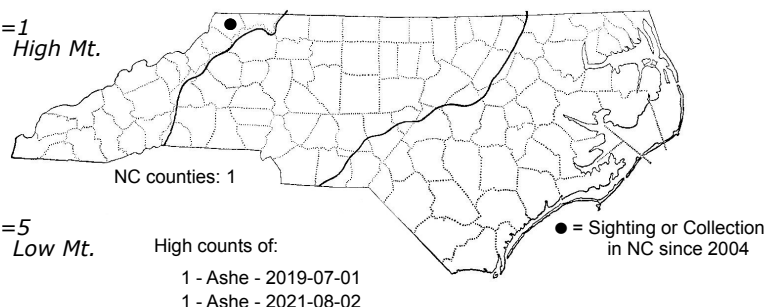 =1
High Mt.
NC counties: 1
=5
Low Mt.
High counts of:
1 - Ashe - 2019-07-01
1 - Ashe - 2021-08-02
● = Sighting or Collection
in NC since 2004